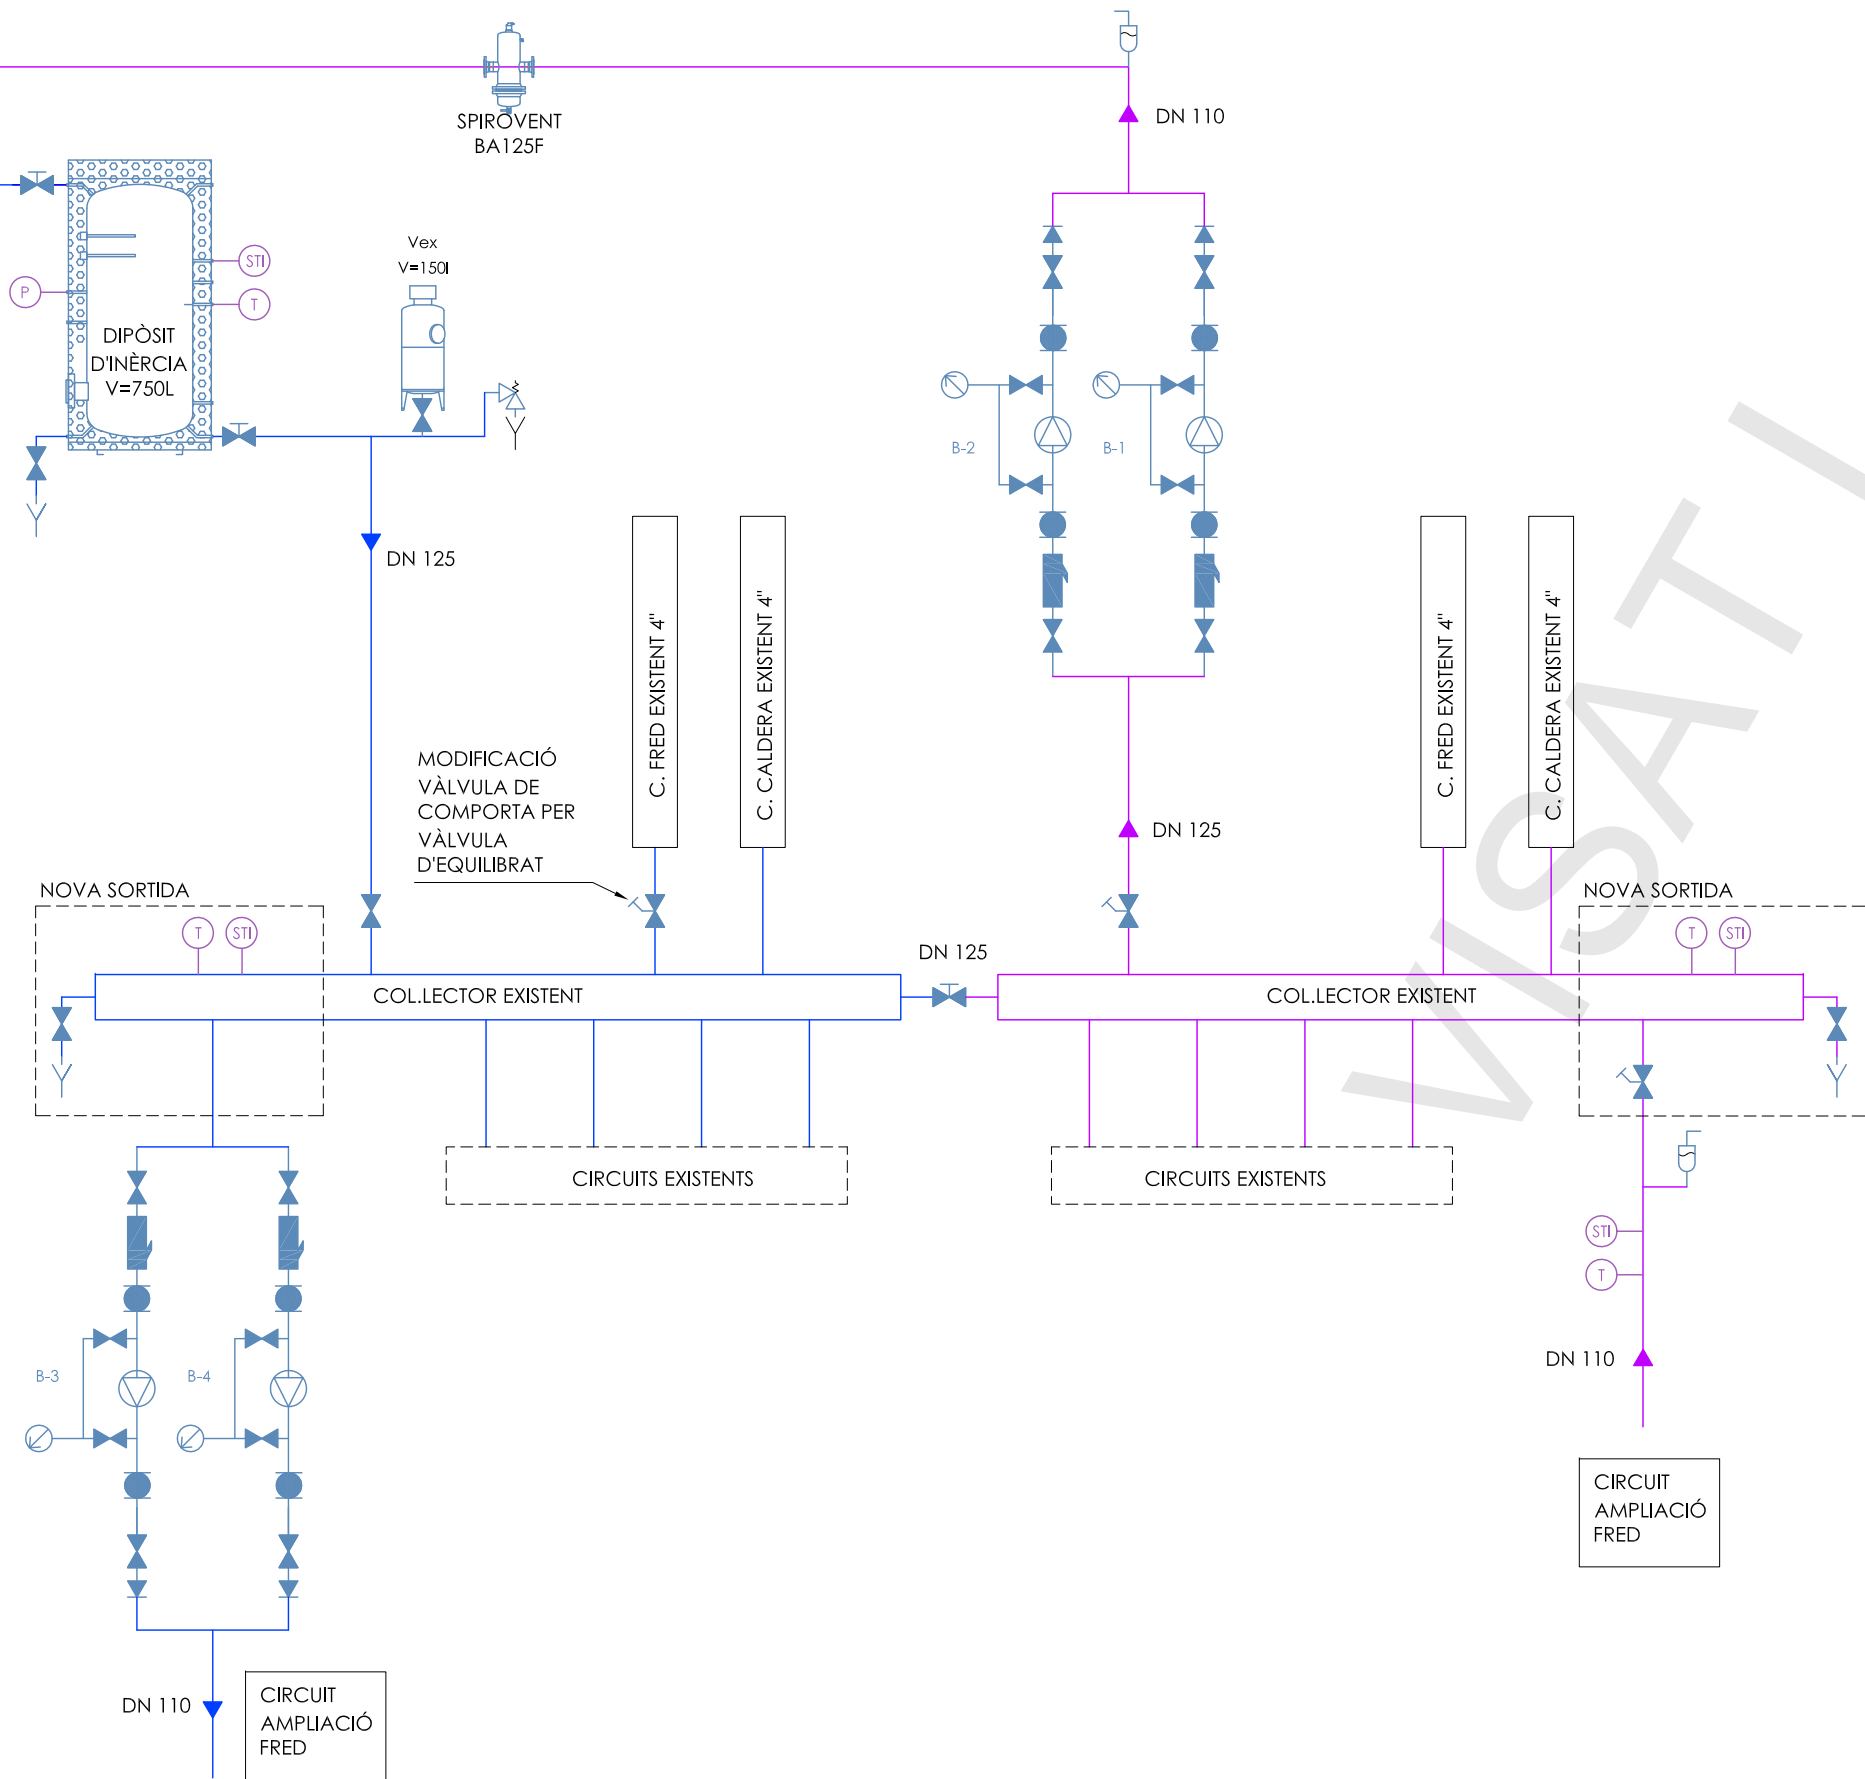 DN 110
SPIROVENT
BA125F
Vex
V=150l
STI
P
T
DIPÒSIT
D'INÈRCIA
V=750L
B-2
B-1
DN 125
C. FRED EXISTENT 4"
C. CALDERA EXISTENT 4"
C. FRED EXISTENT 4"
C. CALDERA EXISTENT 4"
MODIFICACIÓ
VÀLVULA DE
COMPORTA PER
VÀLVULA
D'EQUILIBRAT
DN 125
NOVA SORTIDA
NOVA SORTIDA
T
STI
T
STI
DN 125
COL.LECTOR EXISTENT
COL.LECTOR EXISTENT
CIRCUITS EXISTENTS
CIRCUITS EXISTENTS
STI
T
DN 110
B-3
B-4
CIRCUIT
AMPLIACIÓ
FRED
DN 110
CIRCUIT
AMPLIACIÓ
FRED
VISAT I